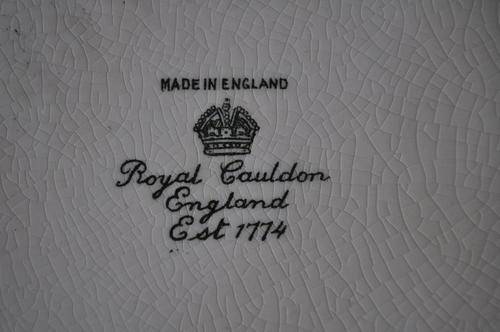 MADE IN ENGLAND
Royal Cauldon
England
Est 1774